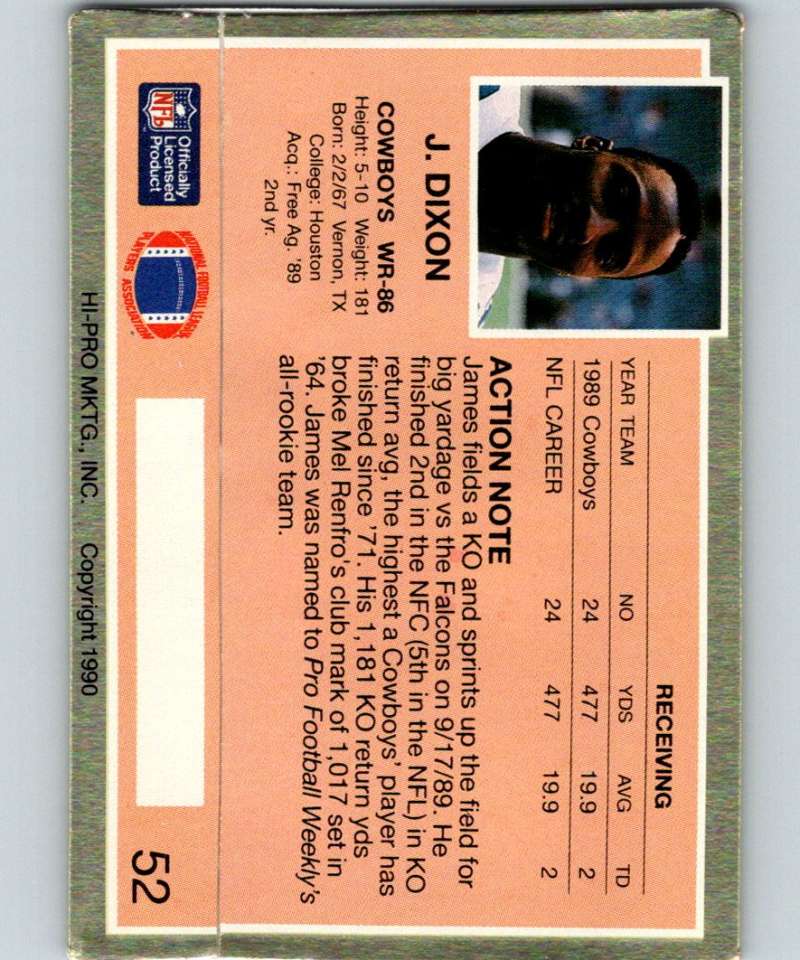 J. DIXON
COWBOYS WR-86
Height: 5-10 Weight: 181
Born: 2/2/67 Vernon, TX
College: Houston
Acq.: Free Ag. '89
2nd yr.
RECEIVING
YEAR TEAM NO YDS AVG TD
1989 Cowboys 24 477 19.9 2
NFL CAREER 24 477 19.9 2
ACTION NOTE
James fields a KO and sprints up the field for
big yardage vs the Falcons on 9/17/89. He
finished 2nd in the NFC (5th in the NFL) in KO
return avg, the highest a Cowboys' player has
finished since '71. His 1,181 KO return yds
broke Mel Renfro's club mark of 1,017 set in
'64. James was named to Pro Football Weekly's
all-rookie team.
NFL
Officially
Licensed
Product
NATIONAL FOOTBALL LEAGUE
PLAYERS ASSOCIATION
52
HI-PRO MKTG., INC. Copyright 1990